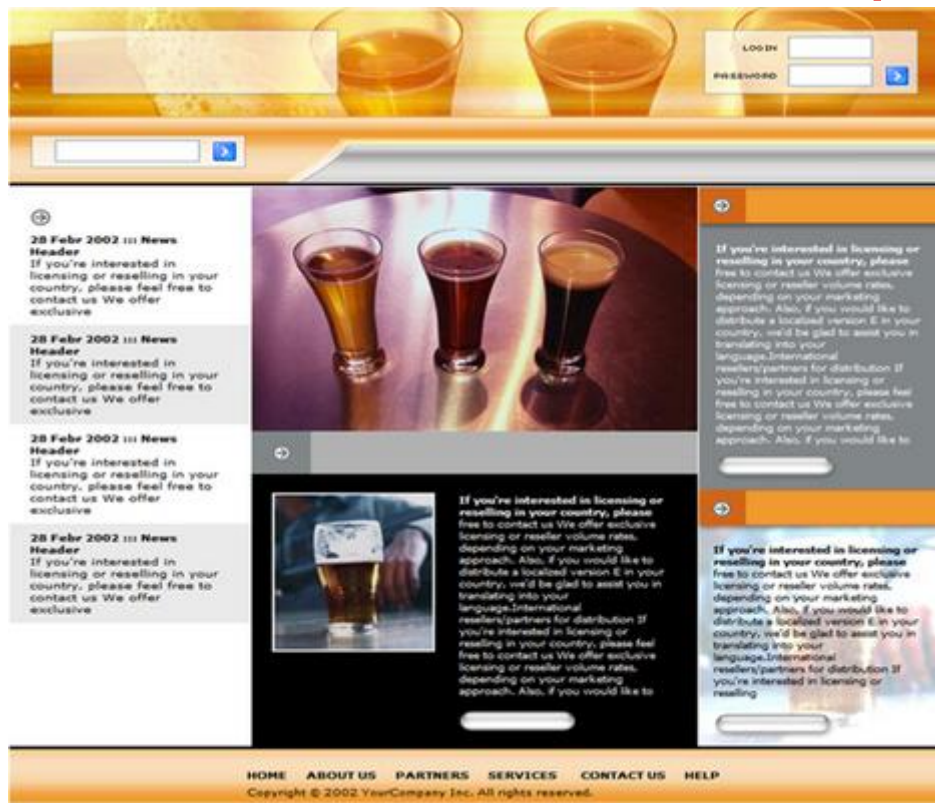 LOGIN
PASSWORD
28 Febr 2002 ::: News
Header
If you're interested in
licensing or reselling in your
country, please feel free to
contact us We offer
exclusive
28 Febr 2002 ::: News
Header
If you're interested in
licensing or reselling in your
country, please feel free to
contact us We offer
exclusive
28 Febr 2002 ::: News
Header
If you're interested in
licensing or reselling in your
country, please feel free to
contact us We offer
exclusive
28 Febr 2002 ::: News
Header
If you're interested in
licensing or reselling in your
country, please feel free to
contact us We offer
exclusive
If you're interested in licensing or
reselling in your country, please
free to contact us We offer exclusive
licensing or reseller volume rates,
depending on your marketing
approach. Also, if you would like to
distribute a localized version E in your
country, we'd be glad to assist you in
translating into your
language.International
resellers/partners for distribution If
you're interested in licensing or
reselling in your country, please feel
free to contact us We offer exclusive
licensing or reseller volume rates,
depending on your marketing
approach. Also, if you would like to
If you're interested in licensing or
reselling in your country, please
free to contact us We offer exclusive
licensing or reseller volume rates,
depending on your marketing
approach. Also, if you would like to
distribute a localized version E in your
country, we'd be glad to assist you in
translating into your
language.International
resellers/partners for distribution If
you're interested in licensing or
reselling in your country, please feel
free to contact us We offer exclusive
licensing or reseller volume rates,
depending on your marketing
approach. Also, if you would like to
If you're interested in licensing or
reselling in your country, please
free to contact us We offer exclusive
licensing or reseller volume rates,
depending on your marketing
approach. Also, if you would like to
distribute a localized version E in your
country, we'd be glad to assist you in
translating into your
language.International
resellers/partners for distribution If
you're interested in licensing or
reselling
HOME ABOUT US PARTNERS SERVICES CONTACT US HELP
Copyright © 2002 YourCompany Inc. All rights reserved.